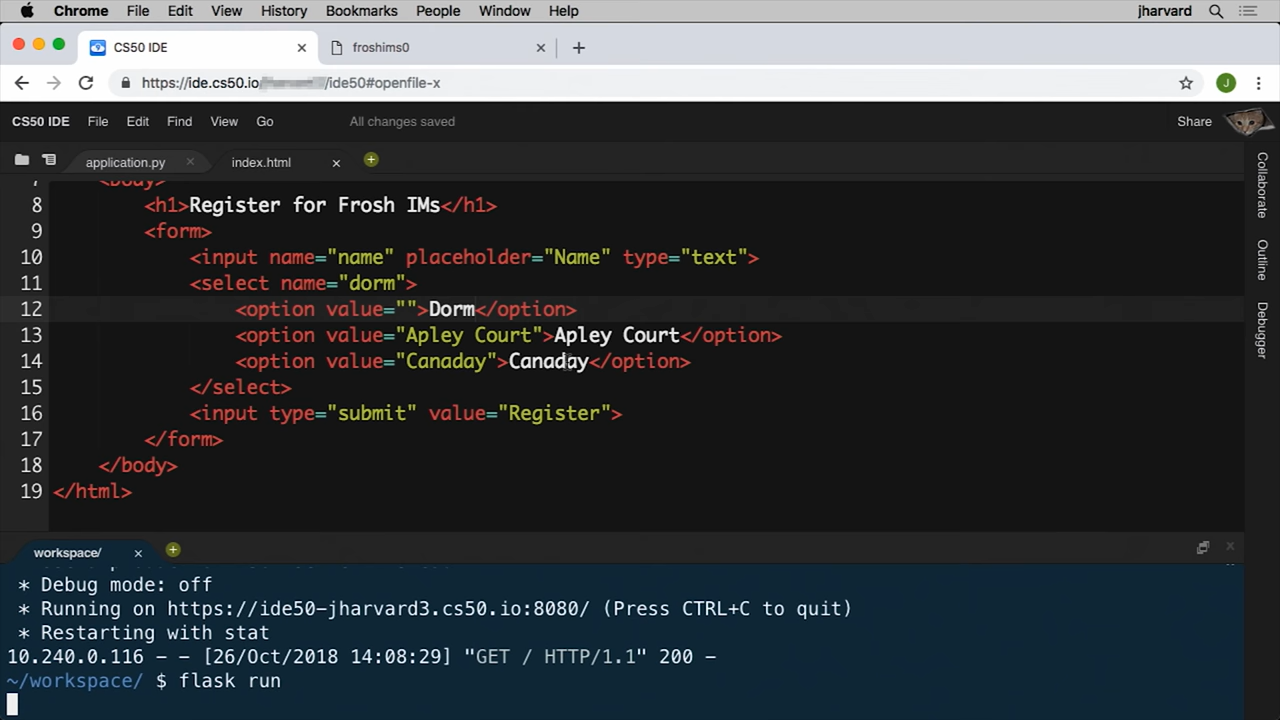 Chrome File Edit View History Bookmarks People Window Help jharvard
CS50 IDE froshims0
https://ide.cs50.io/ /ide50#openfile-x J
CS50 IDE File Edit Find View Go All changes saved Share
application.py index.html
7 <body>
8 <h1>Register for Frosh IMs</h1>
9 <form>
10 <input name="name" placeholder="Name" type="text">
11 <select name="dorm">
12 <option value="">Dorm</option>
13 <option value="Apley Court">Apley Court</option>
14 <option value="Canaday">Canaday</option>
15 </select>
16 <input type="submit" value="Register">
17 </form>
18 </body>
19 </html>
Collaborate
Outline
Debugger
workspace/
* Debug mode: off
* Running on https://ide50-jharvard3.cs50.io:8080/ (Press CTRL+C to quit)
* Restarting with stat
10.240.0.116 - - [26/Oct/2018 14:08:29] "GET / HTTP/1.1" 200 -
~/workspace/ $ flask run